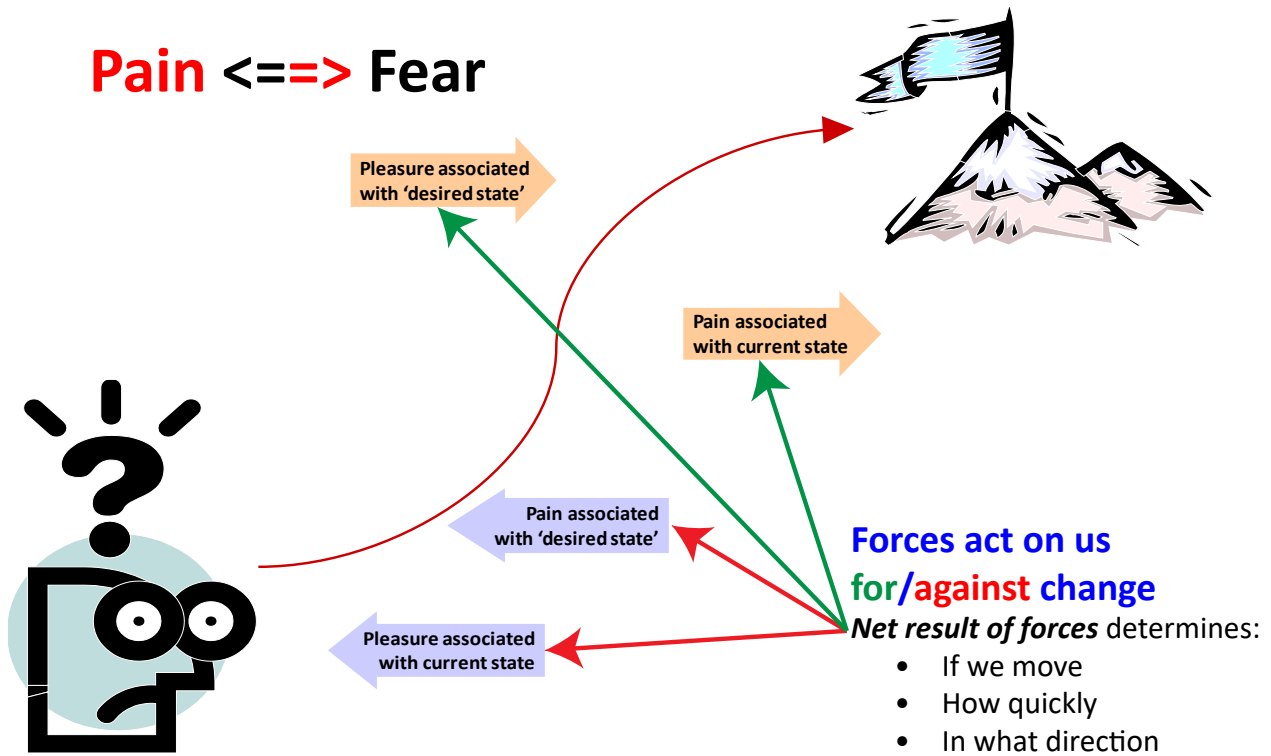 Pain <==> Fear
Pleasure associated
with ‘desired state’
Pain associated
with current state
?
Pain associated
with ‘desired state’
Pleasure associated
with current state
Forces act on us
for/against change
Net result of forces determines:
• If we move
• How quickly
• In what direction